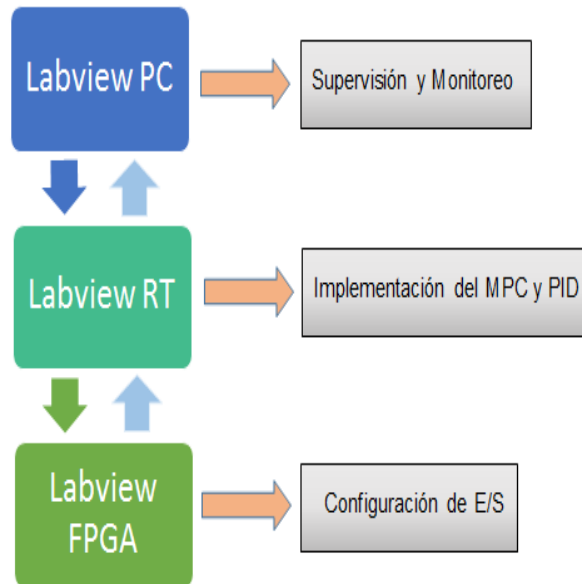 Labview PC
Supervisión y Monitoreo
Labview RT
Implementación del MPC y PID
Labview
FPGA
Configuración de E/S